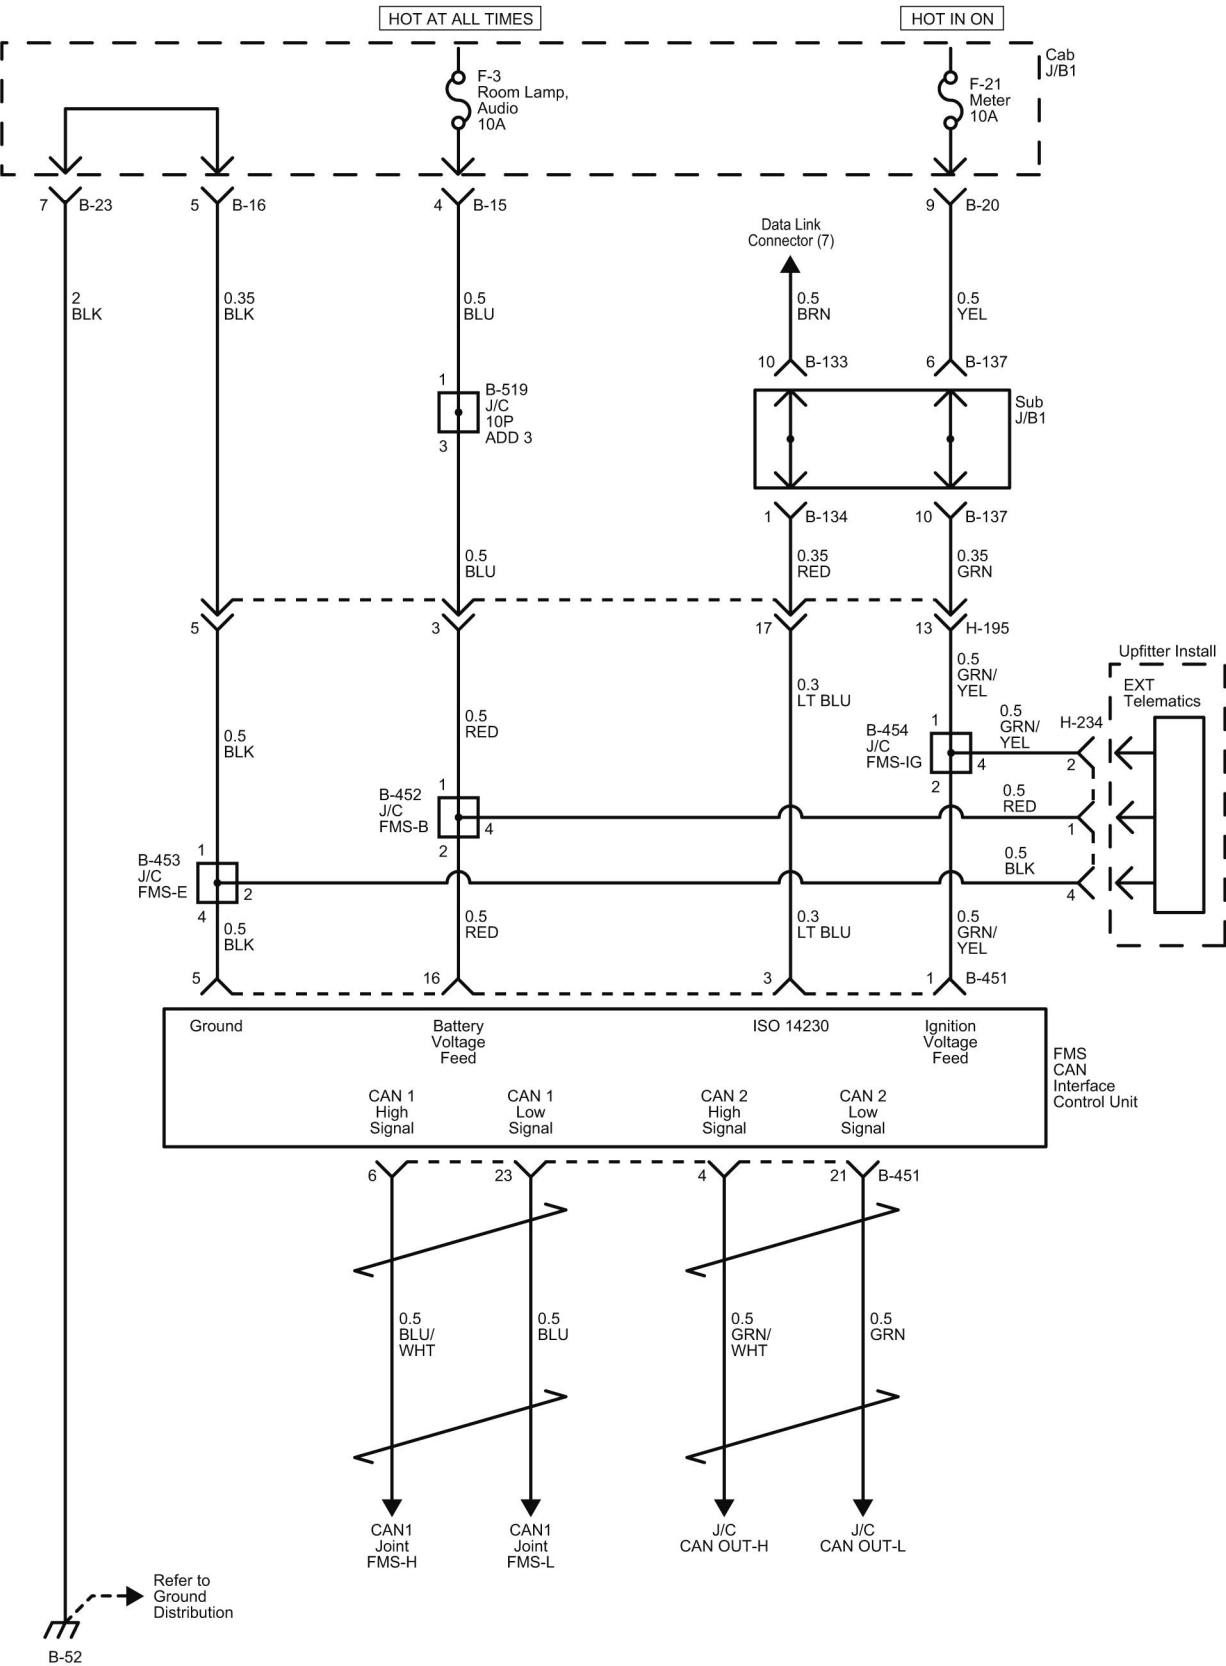 HOT AT ALL TIMES
HOT IN ON
Cab
J/B1
F-3
Room Lamp,
Audio
10A
F-21
Meter
10A
7 B-23
5 B-16
4 B-15
9 B-20
Data Link
Connector (7)
2
BLK
0.35
BLK
0.5
BLU
0.5
BRN
0.5
YEL
10 B-133
6 B-137
1
B-519
J/C
10P
ADD 3
3
Sub
J/B1
1 B-134
10 B-137
0.5
BLU
0.35
RED
0.35
GRN
5
3
17
13 H-195
Upfitter Install
EXT
Telematics
0.5
GRN/
YEL
0.3
LT BLU
0.5
RED
0.5
BLK
1
B-454
J/C
FMS-IG
4
2
0.5
GRN/
YEL
H-234
2
1
B-452
J/C
FMS-B
4
2
0.5
RED
1
1
B-453
J/C
FMS-E
2
4
0.5
BLK
4
0.5
BLK
0.5
RED
0.3
LT BLU
0.5
GRN/
YEL
5
16
3
1 B-451
Ground
Battery
Voltage
Feed
ISO 14230
Ignition
Voltage
Feed
FMS
CAN
Interface
Control Unit
CAN 1
High
Signal
CAN 1
Low
Signal
CAN 2
High
Signal
CAN 2
Low
Signal
6
23
4
21 B-451
0.5
BLU/
WHT
0.5
BLU
0.5
GRN/
WHT
0.5
GRN
CAN1
Joint
FMS-H
CAN1
Joint
FMS-L
J/C
CAN OUT-H
J/C
CAN OUT-L
Refer to
Ground
Distribution
B-52